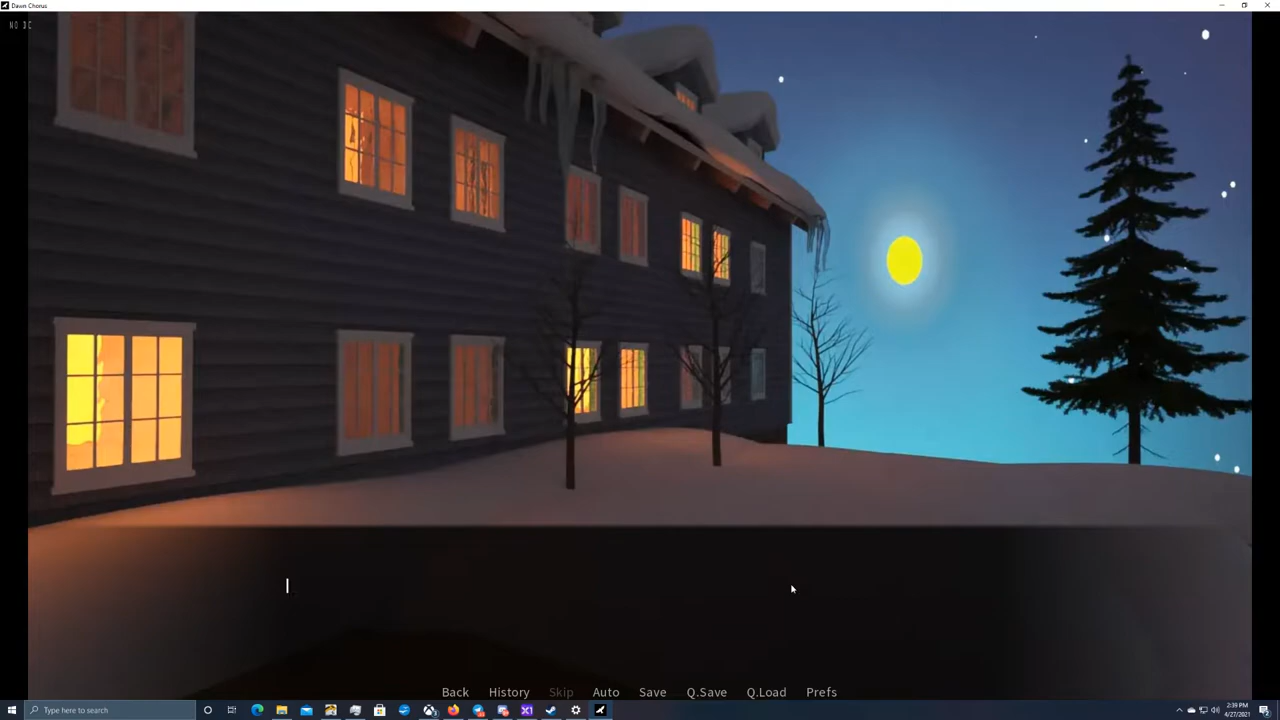 Dawn Chorus
Back History Skip Auto Save Q.Save Q.Load Prefs
Type here to search
2:39 PM
4/27/2021